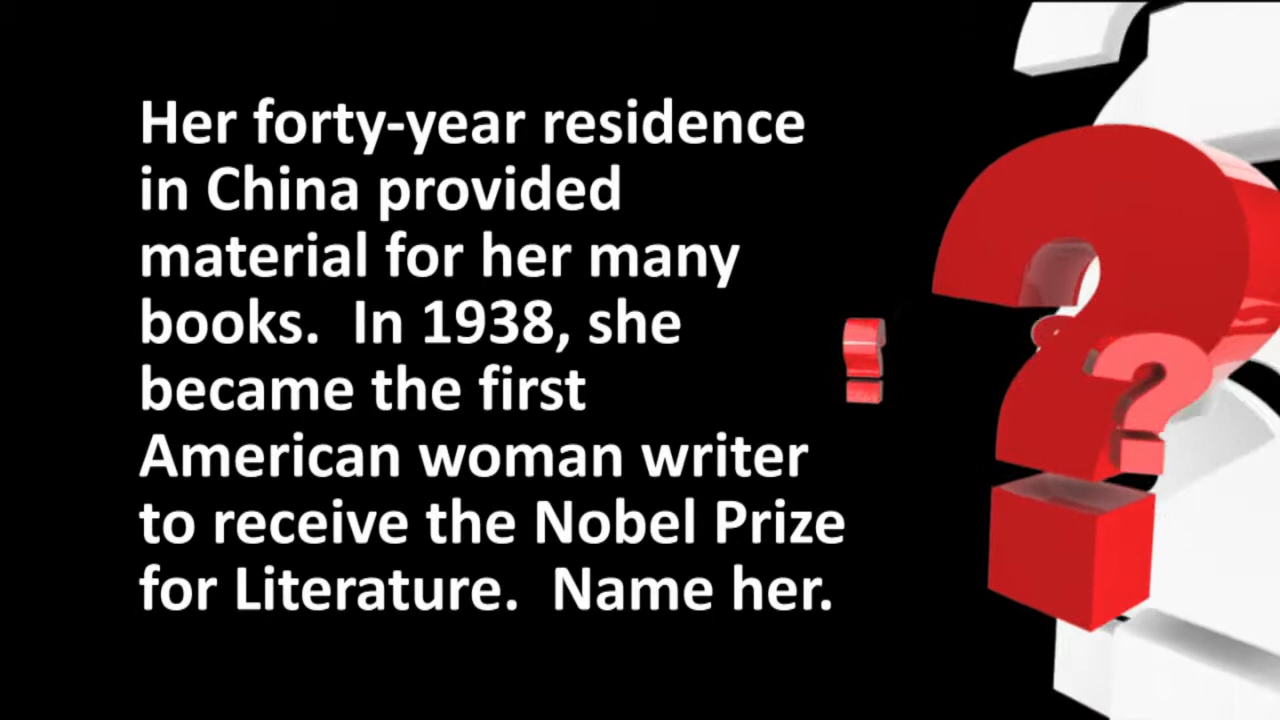 Her forty-year residence
in China provided
material for her many
books.  In 1938, she
became the first
American woman writer
to receive the Nobel Prize
for Literature.  Name her.